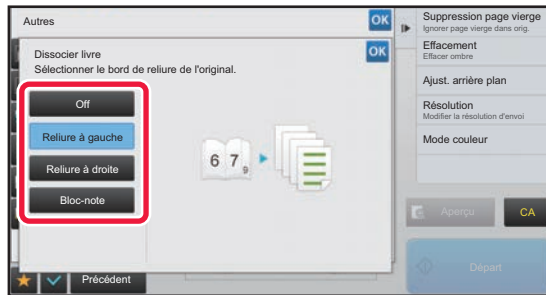 Autres
OK
Dissocier livre
OK
Sélectionner le bord de reliure de l'original.
Off
Reliure à gauche
Reliure à droite
Bloc-note
6 7 9
Précédent
Suppression page vierge
Ignorer page vierge dans orig.
Effacement
Effacer ombre
Ajust. arrière plan
Résolution
Modifier la résolution d'envoi
Mode couleur
Aperçu
CA
Départ